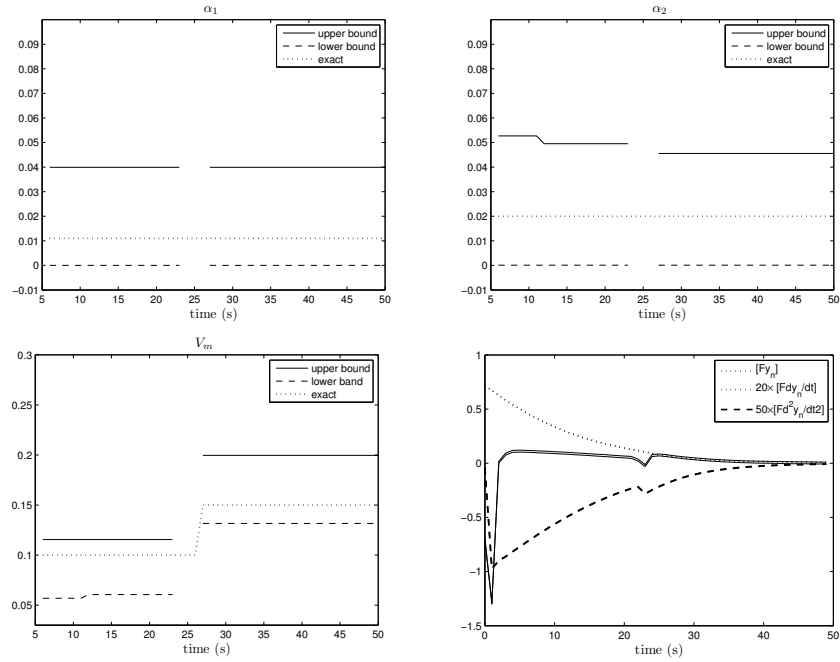 α₁
0.09
0.08
0.07
0.06
0.05
0.04
0.03
0.02
0.01
0
−0.01
5 10 15 20 25 30 35 40 45 50
time (s)
upper bound
lower bound
exact
α₂
0.09
0.08
0.07
0.06
0.05
0.04
0.03
0.02
0.01
0
−0.01
5 10 15 20 25 30 35 40 45 50
time (s)
upper bound
lower bound
exact
Vₘ
0.3
0.25
0.2
0.15
0.1
0.05
5 10 15 20 25 30 35 40 45 50
time (s)
upper bound
lower band
exact
1
0.5
0
−0.5
−1
−1.5
0 10 20 30 40 50
time (s)
[Fyₙ]
20× [Fdyₙ/dt]
50×[Fd²yₙ/dt2]